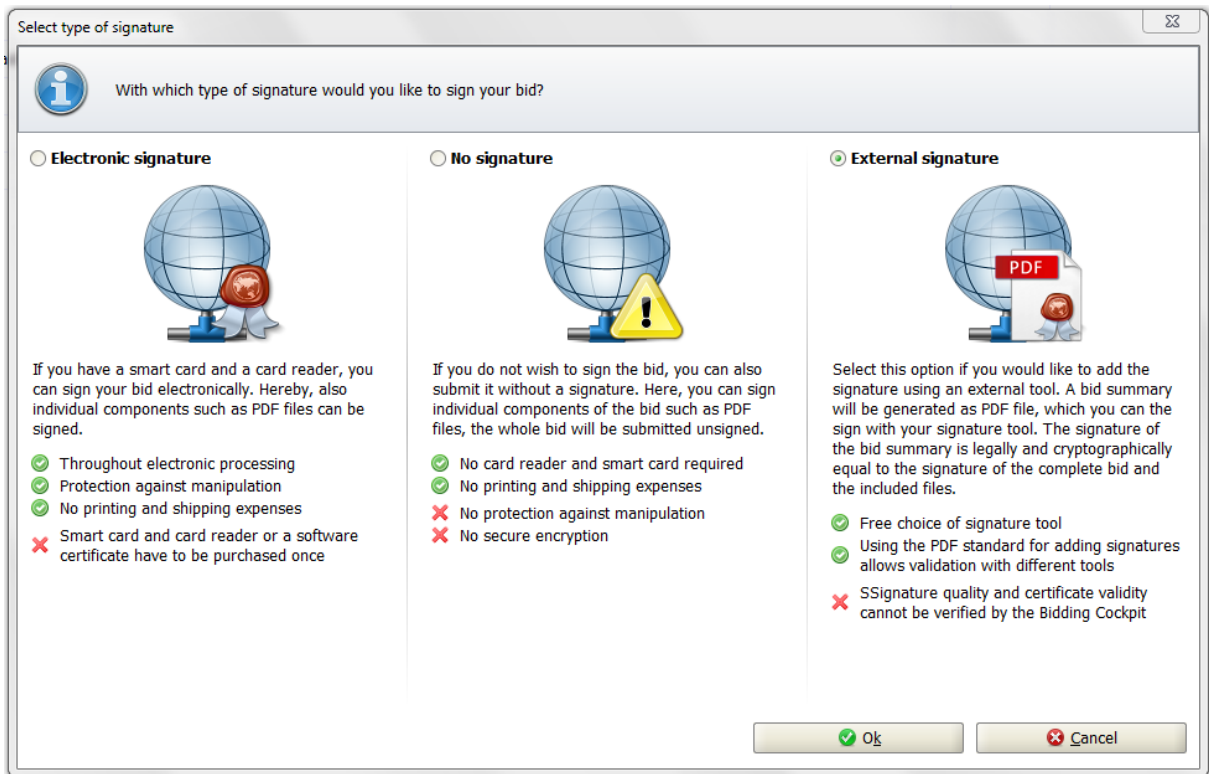 Select type of signature
With which type of signature would you like to sign your bid?
Electronic signature
If you have a smart card and a card reader, you
can sign your bid electronically. Hereby, also
individual components such as PDF files can be
signed.
Throughout electronic processing
Protection against manipulation
No printing and shipping expenses
Smart card and card reader or a software
certificate have to be purchased once
No signature
If you do not wish to sign the bid, you can also
submit it without a signature. Here, you can sign
individual components of the bid such as PDF
files, the whole bid will be submitted unsigned.
No card reader and smart card required
No printing and shipping expenses
No protection against manipulation
No secure encryption
External signature
PDF
Select this option if you would like to add the
signature using an external tool. A bid summary
will be generated as PDF file, which you can the
sign with your signature tool. The signature of
the bid summary is legally and cryptographically
equal to the signature of the complete bid and
the included files.
Free choice of signature tool
Using the PDF standard for adding signatures
allows validation with different tools
SSignature quality and certificate validity
cannot be verified by the Bidding Cockpit
Ok
Cancel